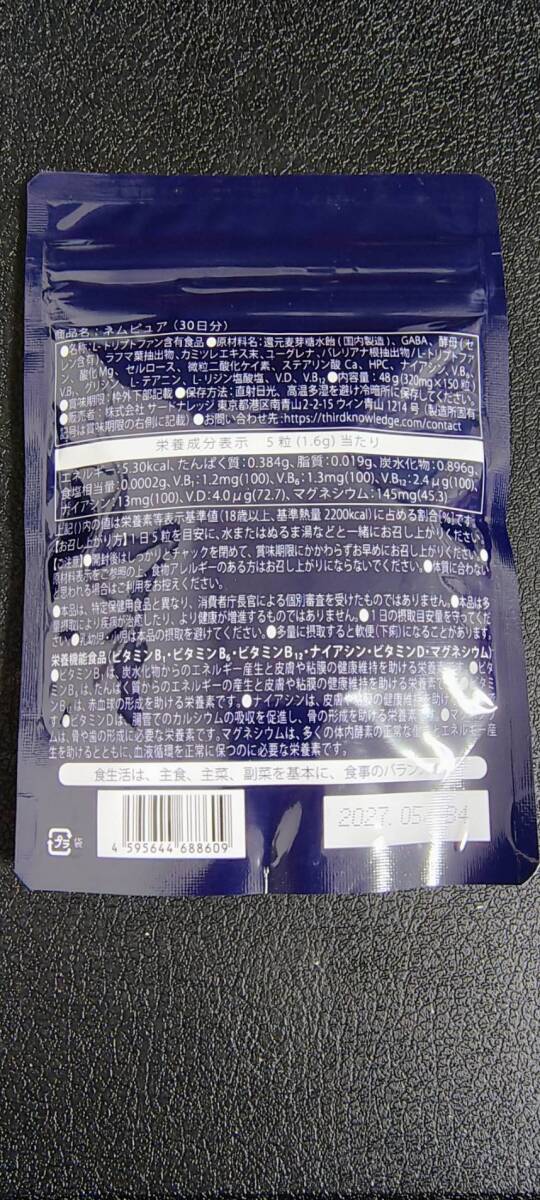 商品名：ネムピュア（30日分）
●名称：L-トリプトファン含有食品 ●原材料名：還元麦芽糖水飴（国内製造）、GABA、酵母（セ
レン含有）、ラフマ葉抽出物、カミツレエキス末、ユーグレナ、バレリアナ根抽出物/L-トリプトファ
ン、酸化Mg、セルロース、微粒二酸化ケイ素、ステアリン酸Ca、HPC、ナイアシン、V.B₁、
V.B₆、グリシン、L-テアニン、L-リジン塩酸塩、V.D、V.B₁₂ ●内容量：48g（320mg×150粒）
●賞味期限：枠外下部記載 ●保存方法：直射日光、高温多湿を避け冷暗所に保存してください。
●販売者：株式会社 サードナレッジ 東京都港区南青山2-2-15 ウィン青山 1214号（製造所固有
記号は賞味期限の右側に記載）●お問い合わせ先：https://thirdknowledge.com/contact
栄養成分表示 5粒（1.6g）当たり
エネルギー：5.30kcal、たんぱく質：0.384g、脂質：0.019g、炭水化物：0.896g、
食塩相当量：0.0002g、V.B₁：1.2mg（100）、V.B₆：1.3mg（100）、V.B₁₂：2.4μg（100）、
ナイアシン：13mg（100）、V.D：4.0μg（72.7）、マグネシウム：145mg（45.3）
上記（）内の値は栄養素等表示基準値（18歳以上、基準熱量2200kcal）に占める割合（%）です。
【お召し上がり方】1日5粒を目安に、水またはぬるま湯などと一緒にお召し上がりください。
【ご注意】●開封後はしっかりとチャックを閉めて、賞味期限にかかわらずお早めにお召し上がりください。●
原材料表示をご参照の上、食物アレルギーのある方はお召し上がりにならないでください。●体質に合わない
と思われる場合はご利用をお控えください。
●本品は、特定保健用食品と異なり、消費者庁長官による個別審査を受けたものではありません。●本品は多
量摂取により疾病が治癒したり、より健康が増進するものではありません。●1日の摂取目安量を守ってくだ
さい。●乳幼児・小児は本品の摂取を避けてください。●多量に摂取すると軟便（下痢）になることがあります。
栄養機能食品（ビタミンB₁・ビタミンB₆・ビタミンB₁₂・ナイアシン・ビタミンD・マグネシウム）
●ビタミンB₁は、炭水化物からのエネルギー産生と皮膚や粘膜の健康維持を助ける栄養素です。●ビタ
ミンB₆は、たんぱく質からのエネルギーの産生と皮膚や粘膜の健康維持を助ける栄養素です。
B₁₂は、赤血球の形成を助ける栄養素です。●ナイアシンは、皮膚や粘膜の健康維持を助ける栄養素です。
●ビタミンDは、腸管でのカルシウムの吸収を促進し、骨の形成を助ける栄養素です。●マグネシウ
ムは、骨や歯の形成に必要な栄養素です。マグネシウムは、多くの体内酵素の正常な働きとエネルギー産
生を助けるとともに、血液循環を正常に保つのに必要な栄養素です。
食生活は、主食、主菜、副菜を基本に、食事のバランスを
プラ 袋
4 595644 688609
2027.05